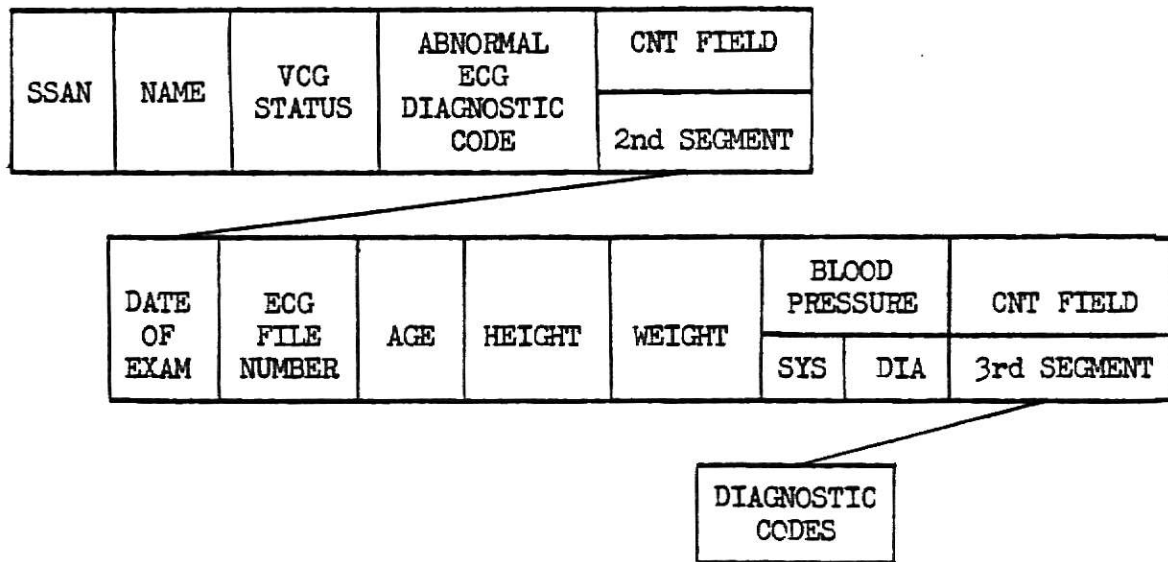 SSAN
NAME
VCG
STATUS
ABNORMAL
ECG
DIAGNOSTIC
CODE
CNT FIELD
2nd SEGMENT
DATE
OF
EXAM
ECG
FILE
NUMBER
AGE
HEIGHT
WEIGHT
BLOOD
PRESSURE
SYS
DIA
CNT FIELD
3rd SEGMENT
DIAGNOSTIC
CODES